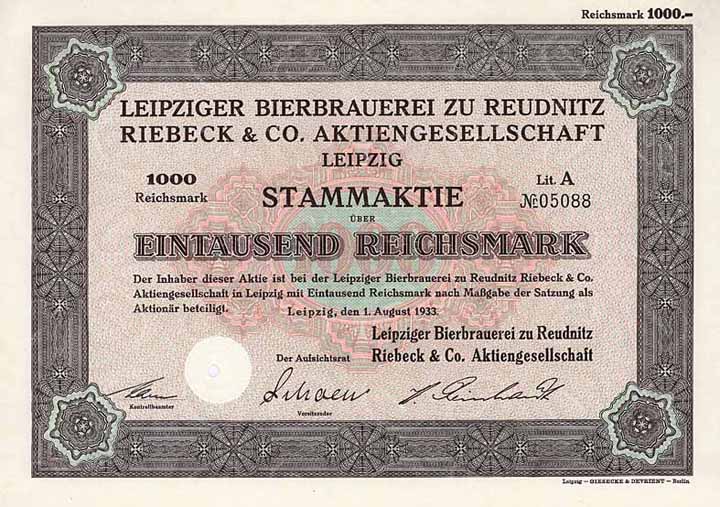 Reichsmark 1000.–
LEIPZIGER BIERBRAUEREI ZU REUDNITZ
RIEBECK & CO. AKTIENGESELLSCHAFT
LEIPZIG
1000
Reichsmark
STAMMAKTIE
Lit. A
№ 05088
ÜBER
EINTAUSEND REICHSMARK
Der Inhaber dieser Aktie ist bei der Leipziger Bierbrauerei zu Reudnitz Riebeck & Co.
Aktiengesellschaft in Leipzig mit Eintausend Reichsmark nach Maßgabe der Satzung als
Aktionär beteiligt.
Leipzig, den 1. August 1933.
Leipziger Bierbrauerei zu Reudnitz
Der Aufsichtsrat
Riebeck & Co. Aktiengesellschaft
Kontrollbeamter
Vorsitzender
Leipzig — GIESECKE & DEVRIENT — Berlin